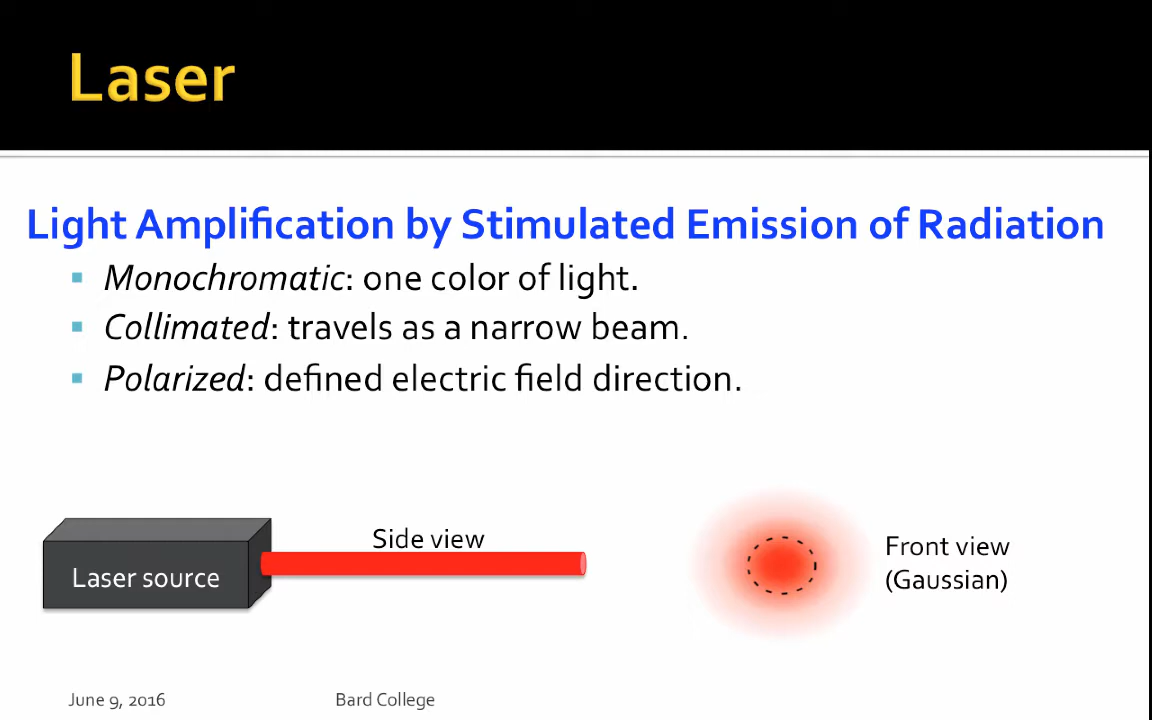 Laser
Light Amplification by Stimulated Emission of Radiation
▪ Monochromatic: one color of light.
▪ Collimated: travels as a narrow beam.
▪ Polarized: defined electric field direction.
Side view
Laser source
Front view
(Gaussian)
June 9, 2016
Bard College